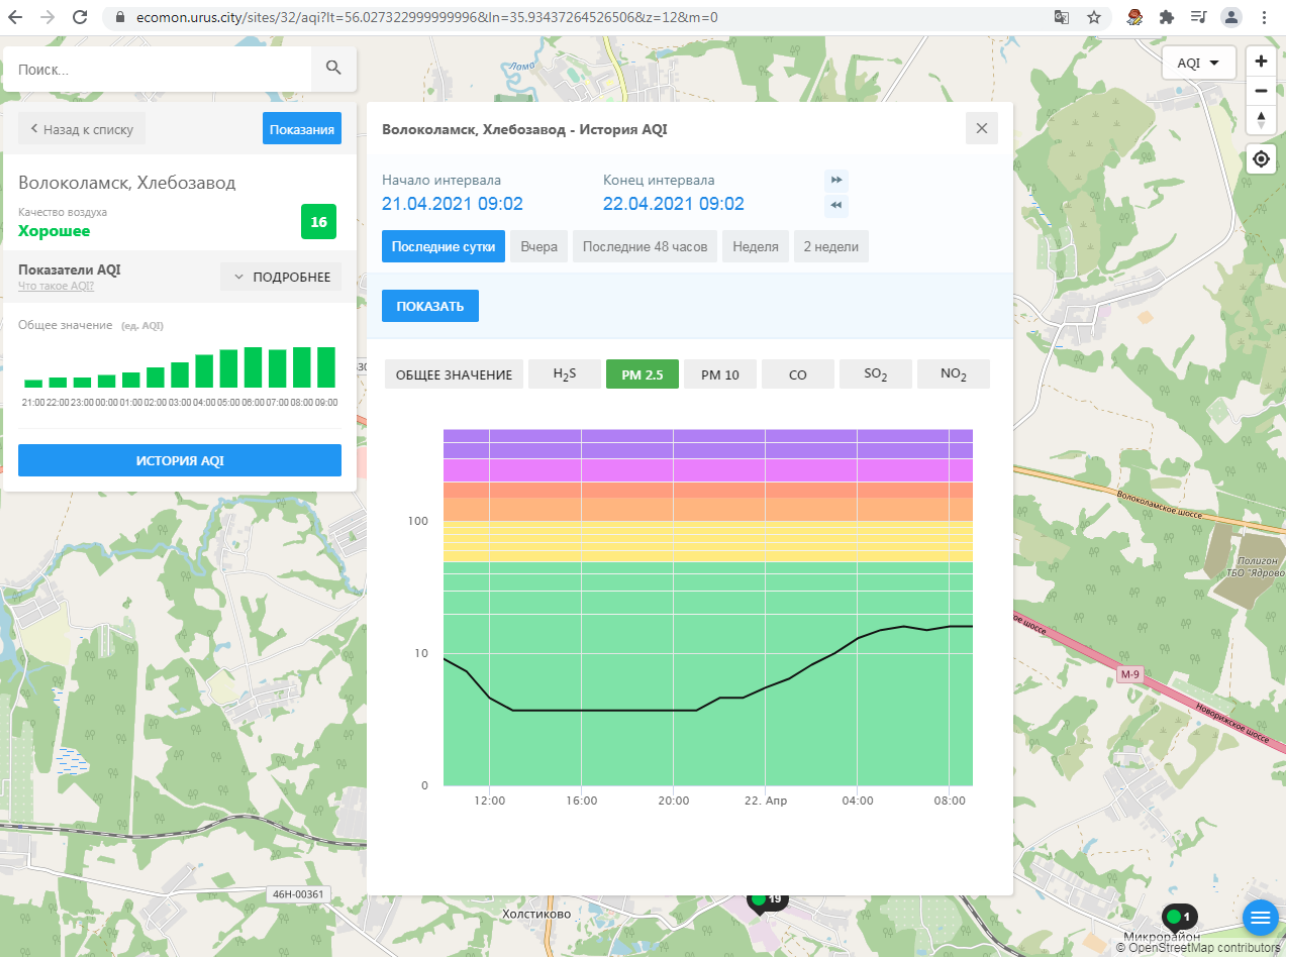 ecomon.urus.city/sites/32/aqi?lt=56.027322999999996&ln=35.93437264526506&z=12&m=0
Поиск...
AQI
Назад к списку
Показания
Волоколамск, Хлебозавод
Качество воздуха
Хорошее
16
Показатели AQI
Что такое AQI?
ПОДРОБНЕЕ
Общее значение (ед. AQI)
21:00 22:00 23:00 00:00 01:00 02:00 03:00 04:00 05:00 06:00 07:00 08:00 09:00
ИСТОРИЯ AQI
Волоколамск, Хлебозавод - История AQI
Начало интервала
Конец интервала
21.04.2021 09:02
22.04.2021 09:02
Последние сутки
Вчера
Последние 48 часов
Неделя
2 недели
ПОКАЗАТЬ
ОБЩЕЕ ЗНАЧЕНИЕ
H2S
PM 2.5
PM 10
CO
SO2
NO2
100
10
0
12:00
16:00
20:00
22. Апр
04:00
08:00
Лама
Волоколамское шоссе
Полигон
ТБО "Ядрово
ое шоссе
М-9
Новорижское шоссе
46Н-00361
Холстиково
19
1
Микрорайон
© OpenStreetMap contributors